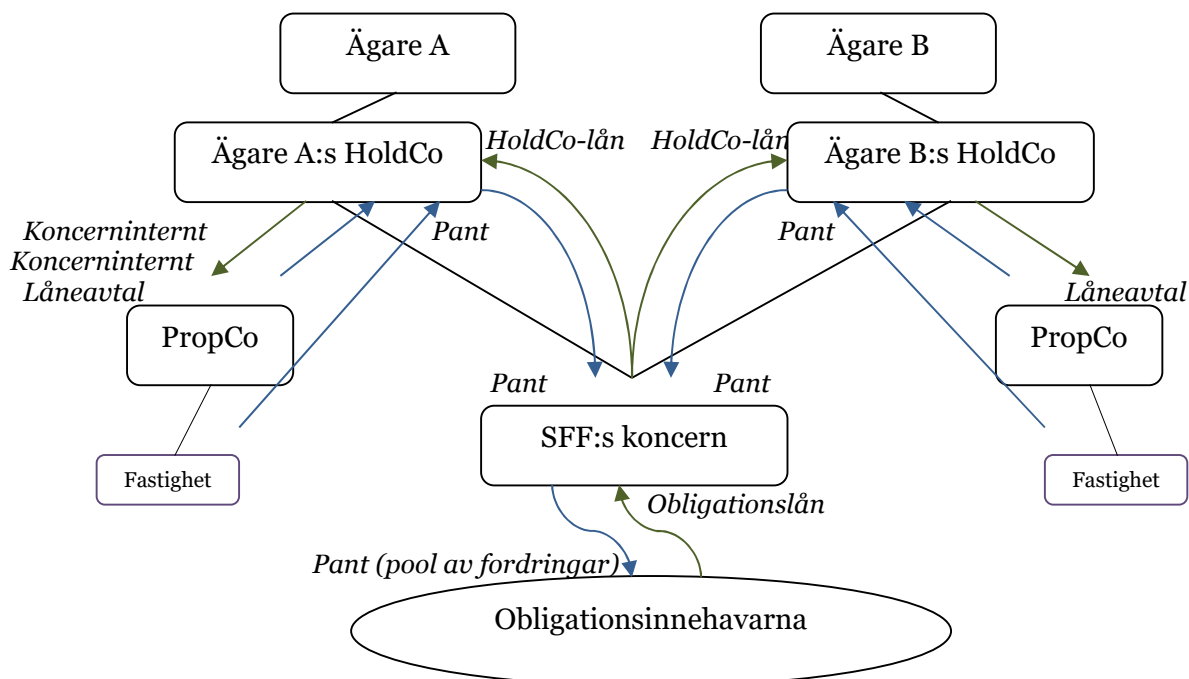 Ägare A
Ägare B
Ägare A:s HoldCo
HoldCo-lån
HoldCo-lån
Ägare B:s HoldCo
Koncerninternt
Koncerninternt
Låneavtal
Pant
Pant
Låneavtal
PropCo
PropCo
Pant
Pant
SFF:s koncern
Fastighet
Fastighet
Obligationslån
Pant (pool av fordringar)
Obligationsinnehavarna